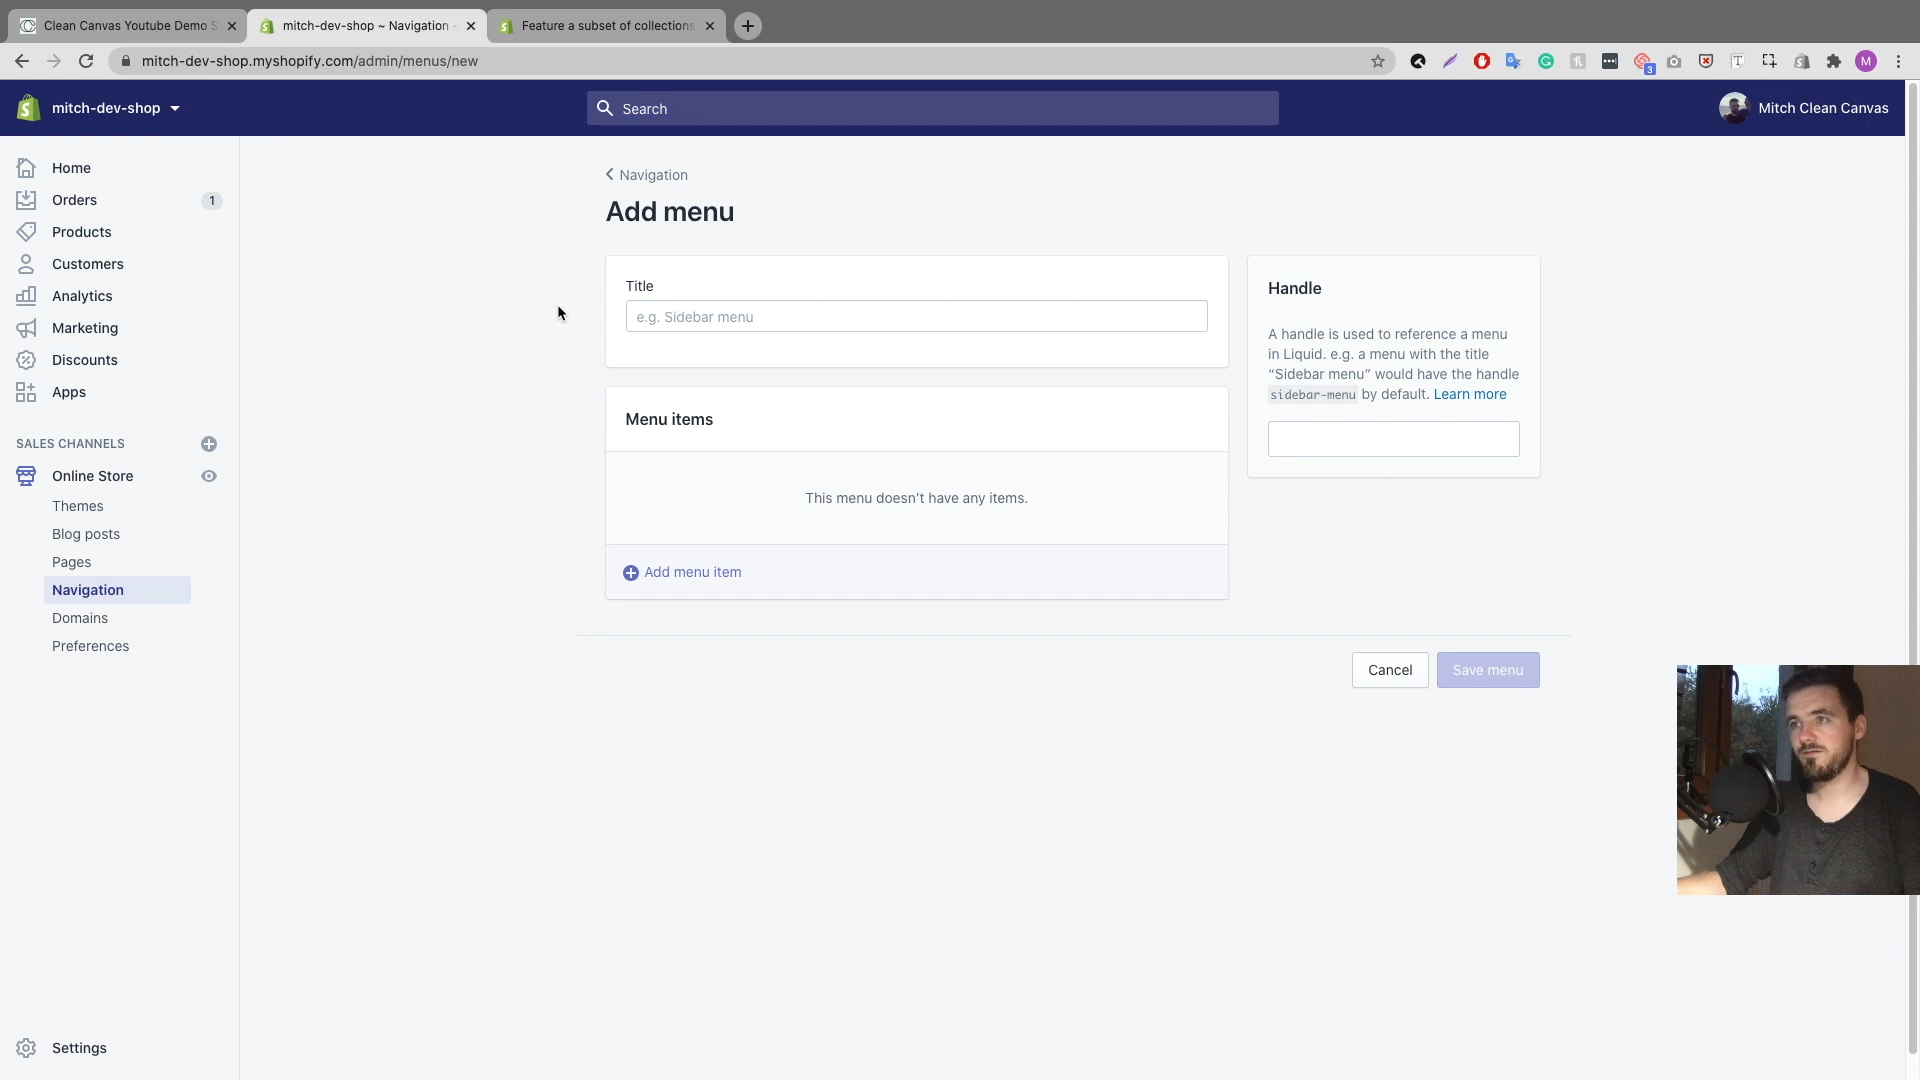 Clean Canvas Youtube Demo S
mitch-dev-shop ~ Navigation -
Feature a subset of collections
mitch-dev-shop.myshopify.com/admin/menus/new
3
M
mitch-dev-shop
Search
Mitch Clean Canvas
Home
Orders
1
Products
Customers
Analytics
Marketing
Discounts
Apps
SALES CHANNELS
Online Store
Themes
Blog posts
Pages
Navigation
Domains
Preferences
Settings
Navigation
Add menu
Title
e.g. Sidebar menu
Menu items
This menu doesn't have any items.
Add menu item
Handle
A handle is used to reference a menu
in Liquid. e.g. a menu with the title
“Sidebar menu” would have the handle
sidebar-menu by default. Learn more
Cancel
Save menu